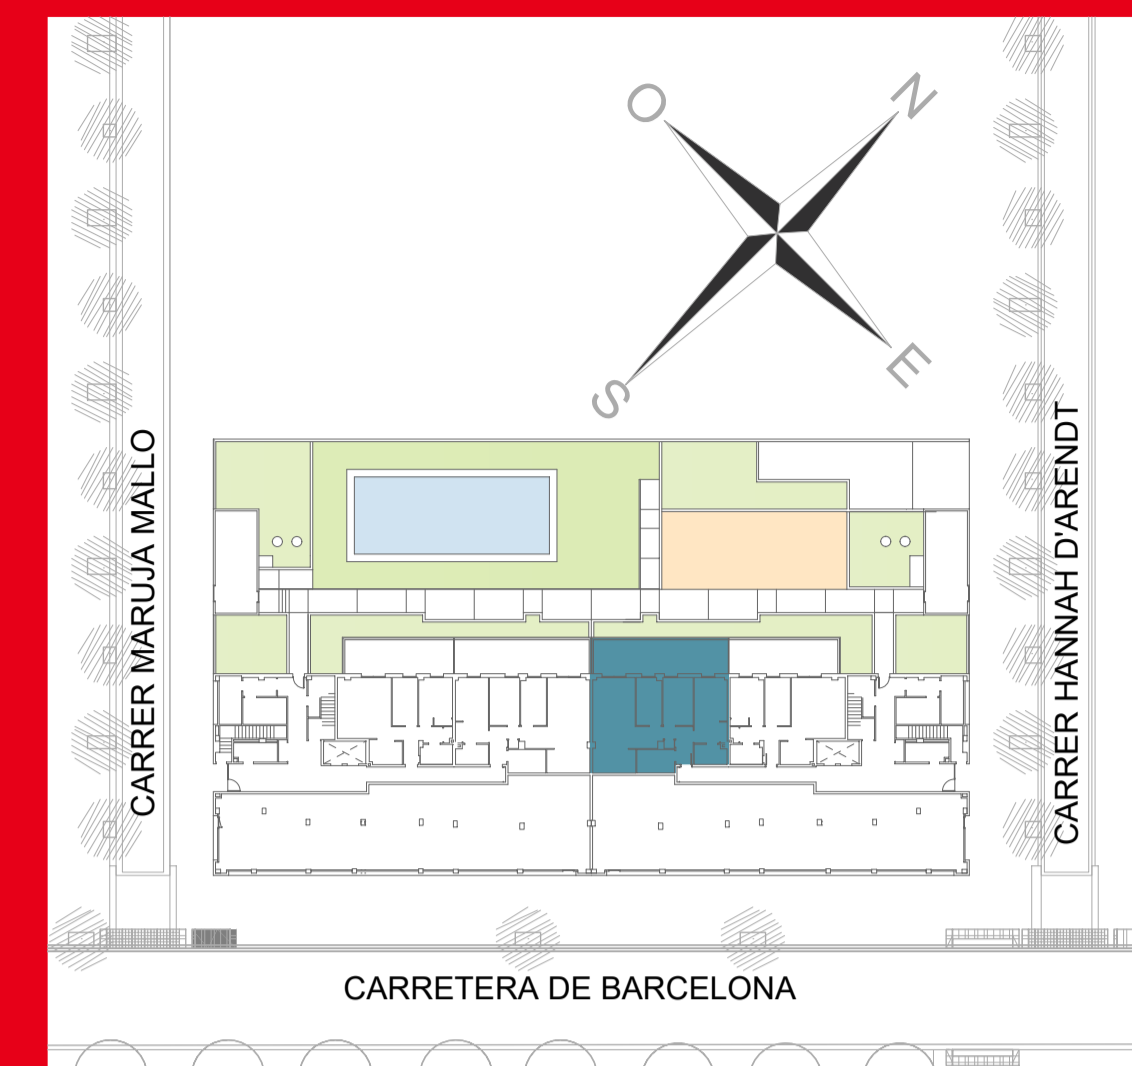 O
N
S
E
CARRER MARUJA MALLO
CARRER HANNAH D'ARENDT
CARRETERA DE BARCELONA